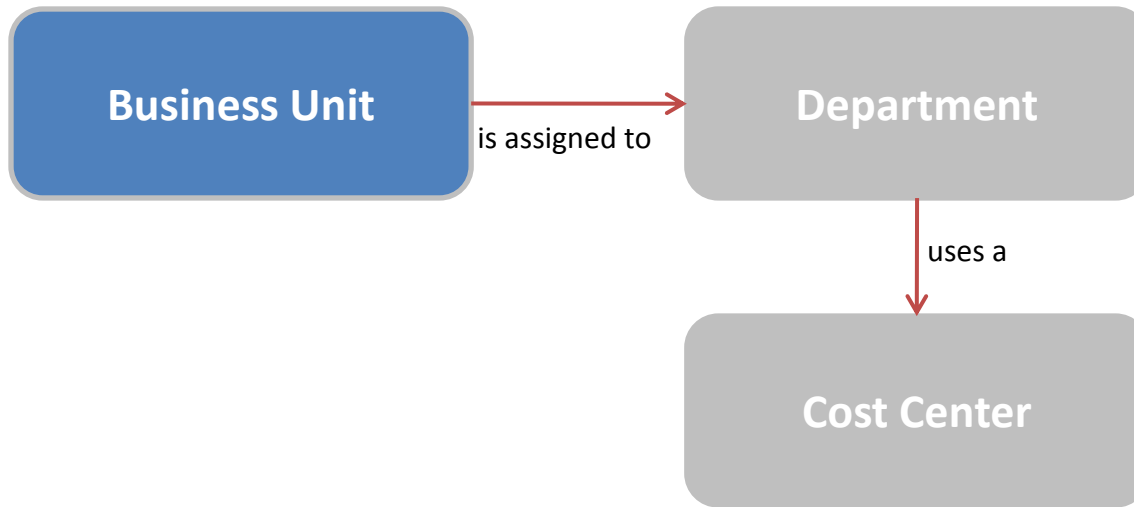 Business Unit
is assigned to
Department
uses a
Cost Center